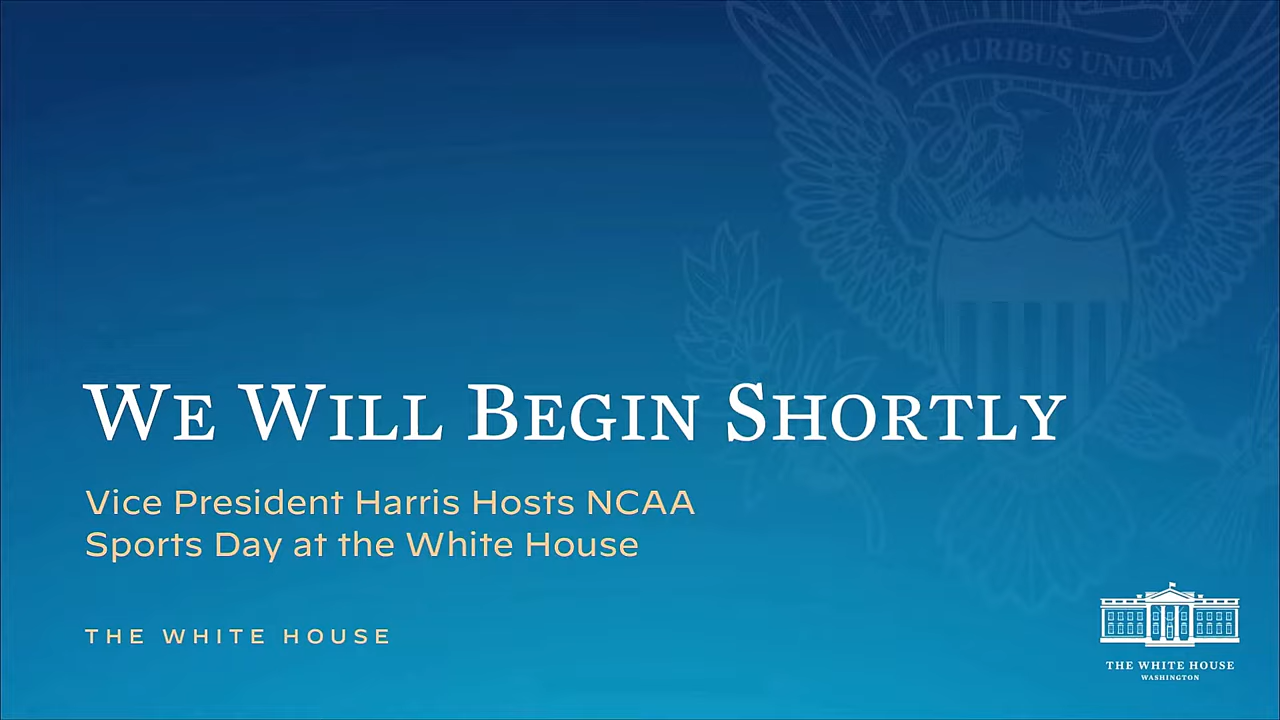 E PLURIBUS UNUM
WE WILL BEGIN SHORTLY
Vice President Harris Hosts NCAA
Sports Day at the White House
THE WHITE HOUSE
THE WHITE HOUSE
WASHINGTON